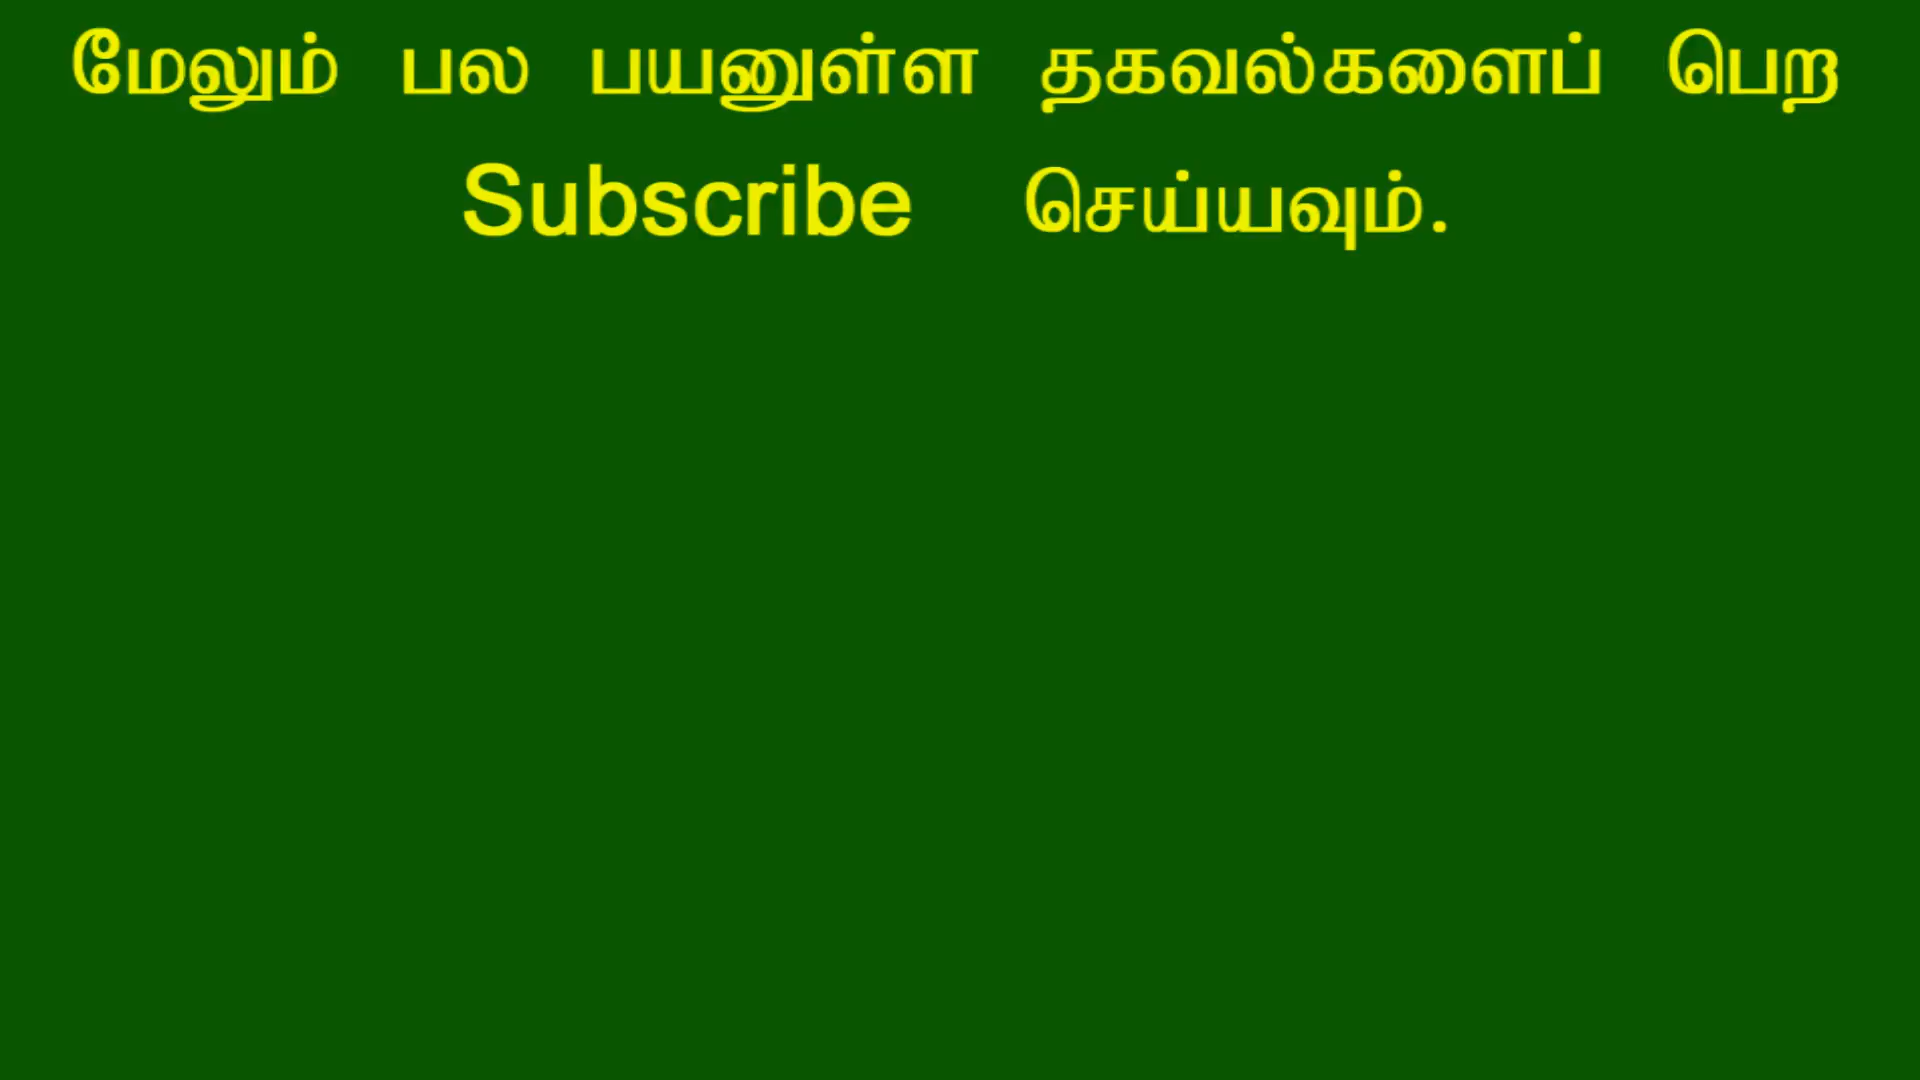 மேலும் பல பயனுள்ள தகவல்களைப் பெற
Subscribe செய்யவும்.